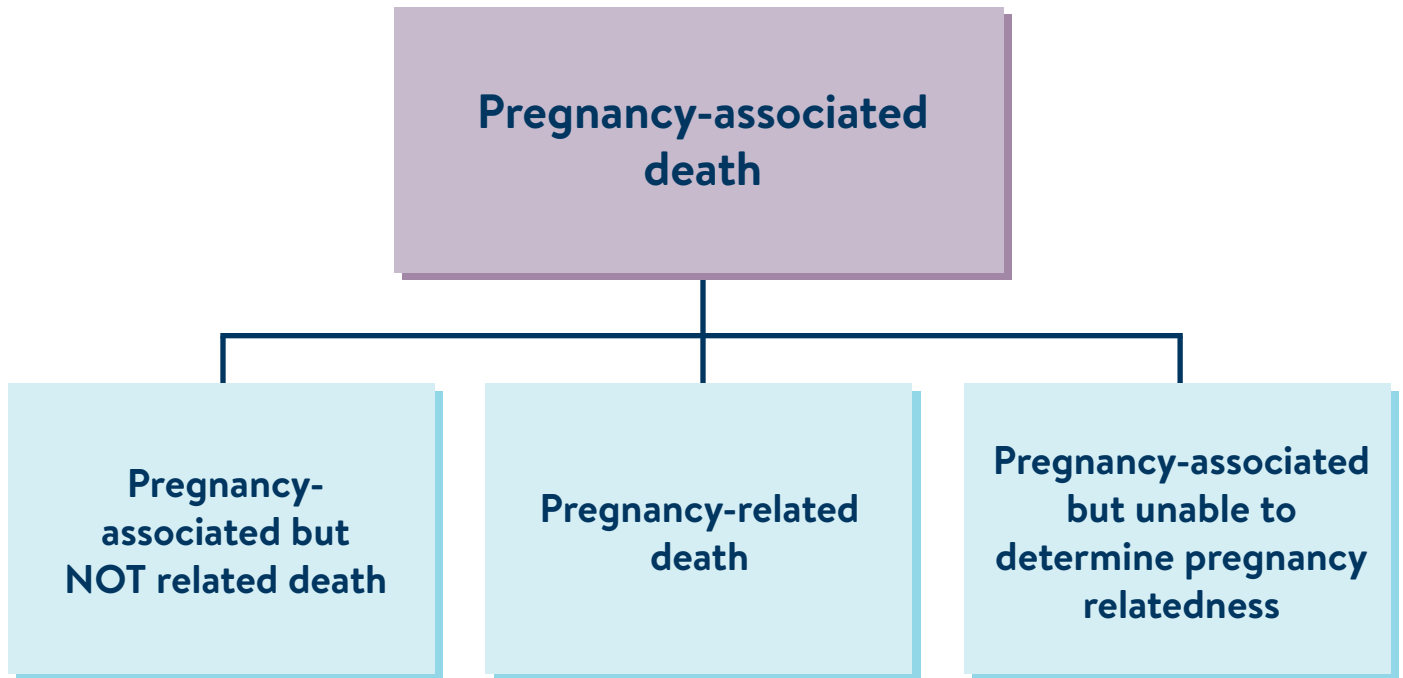 Pregnancy-associated
death
Pregnancy-
associated but
NOT related death
Pregnancy-related
death
Pregnancy-associated
but unable to
determine pregnancy
relatedness